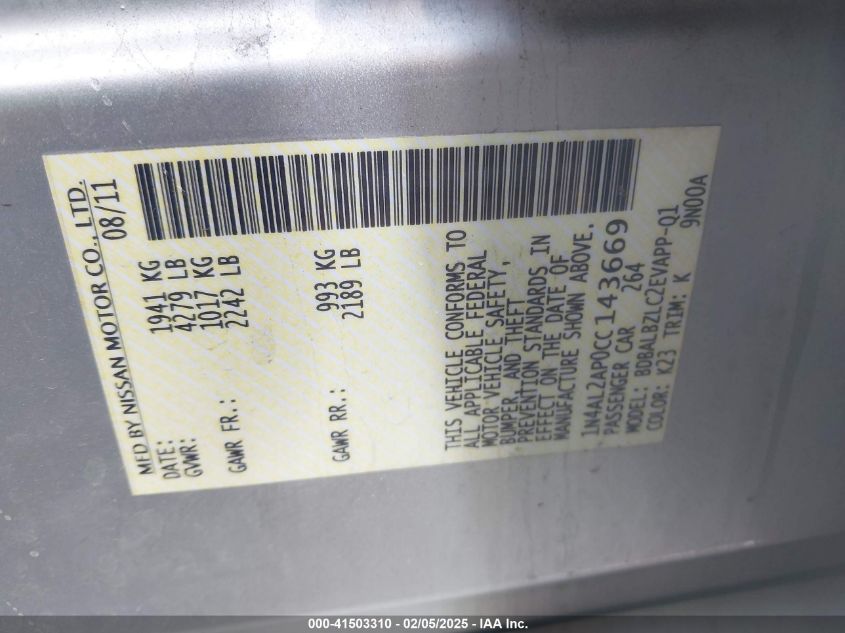 MFD BY NISSAN MOTOR CO., LTD.
DATE: 08/11
GVWR: 1941 KG
4279 LB
GAWR FR.: 1017 KG
2242 LB
GAWR RR.: 993 KG
2189 LB
THIS VEHICLE CONFORMS TO
ALL APPLICABLE FEDERAL
MOTOR VEHICLE SAFETY,
BUMPER, AND THEFT
PREVENTION STANDARDS IN
EFFECT ON THE DATE OF
MANUFACTURE SHOWN ABOVE.
1N4AL2AP0CC143669
PASSENGER CAR 264
MODEL: BDBALBZLC2EVAPP-Q1
COLOR: K23 TRIM: K 9N00A
000-41503310 - 02/05/2025 - IAA Inc.